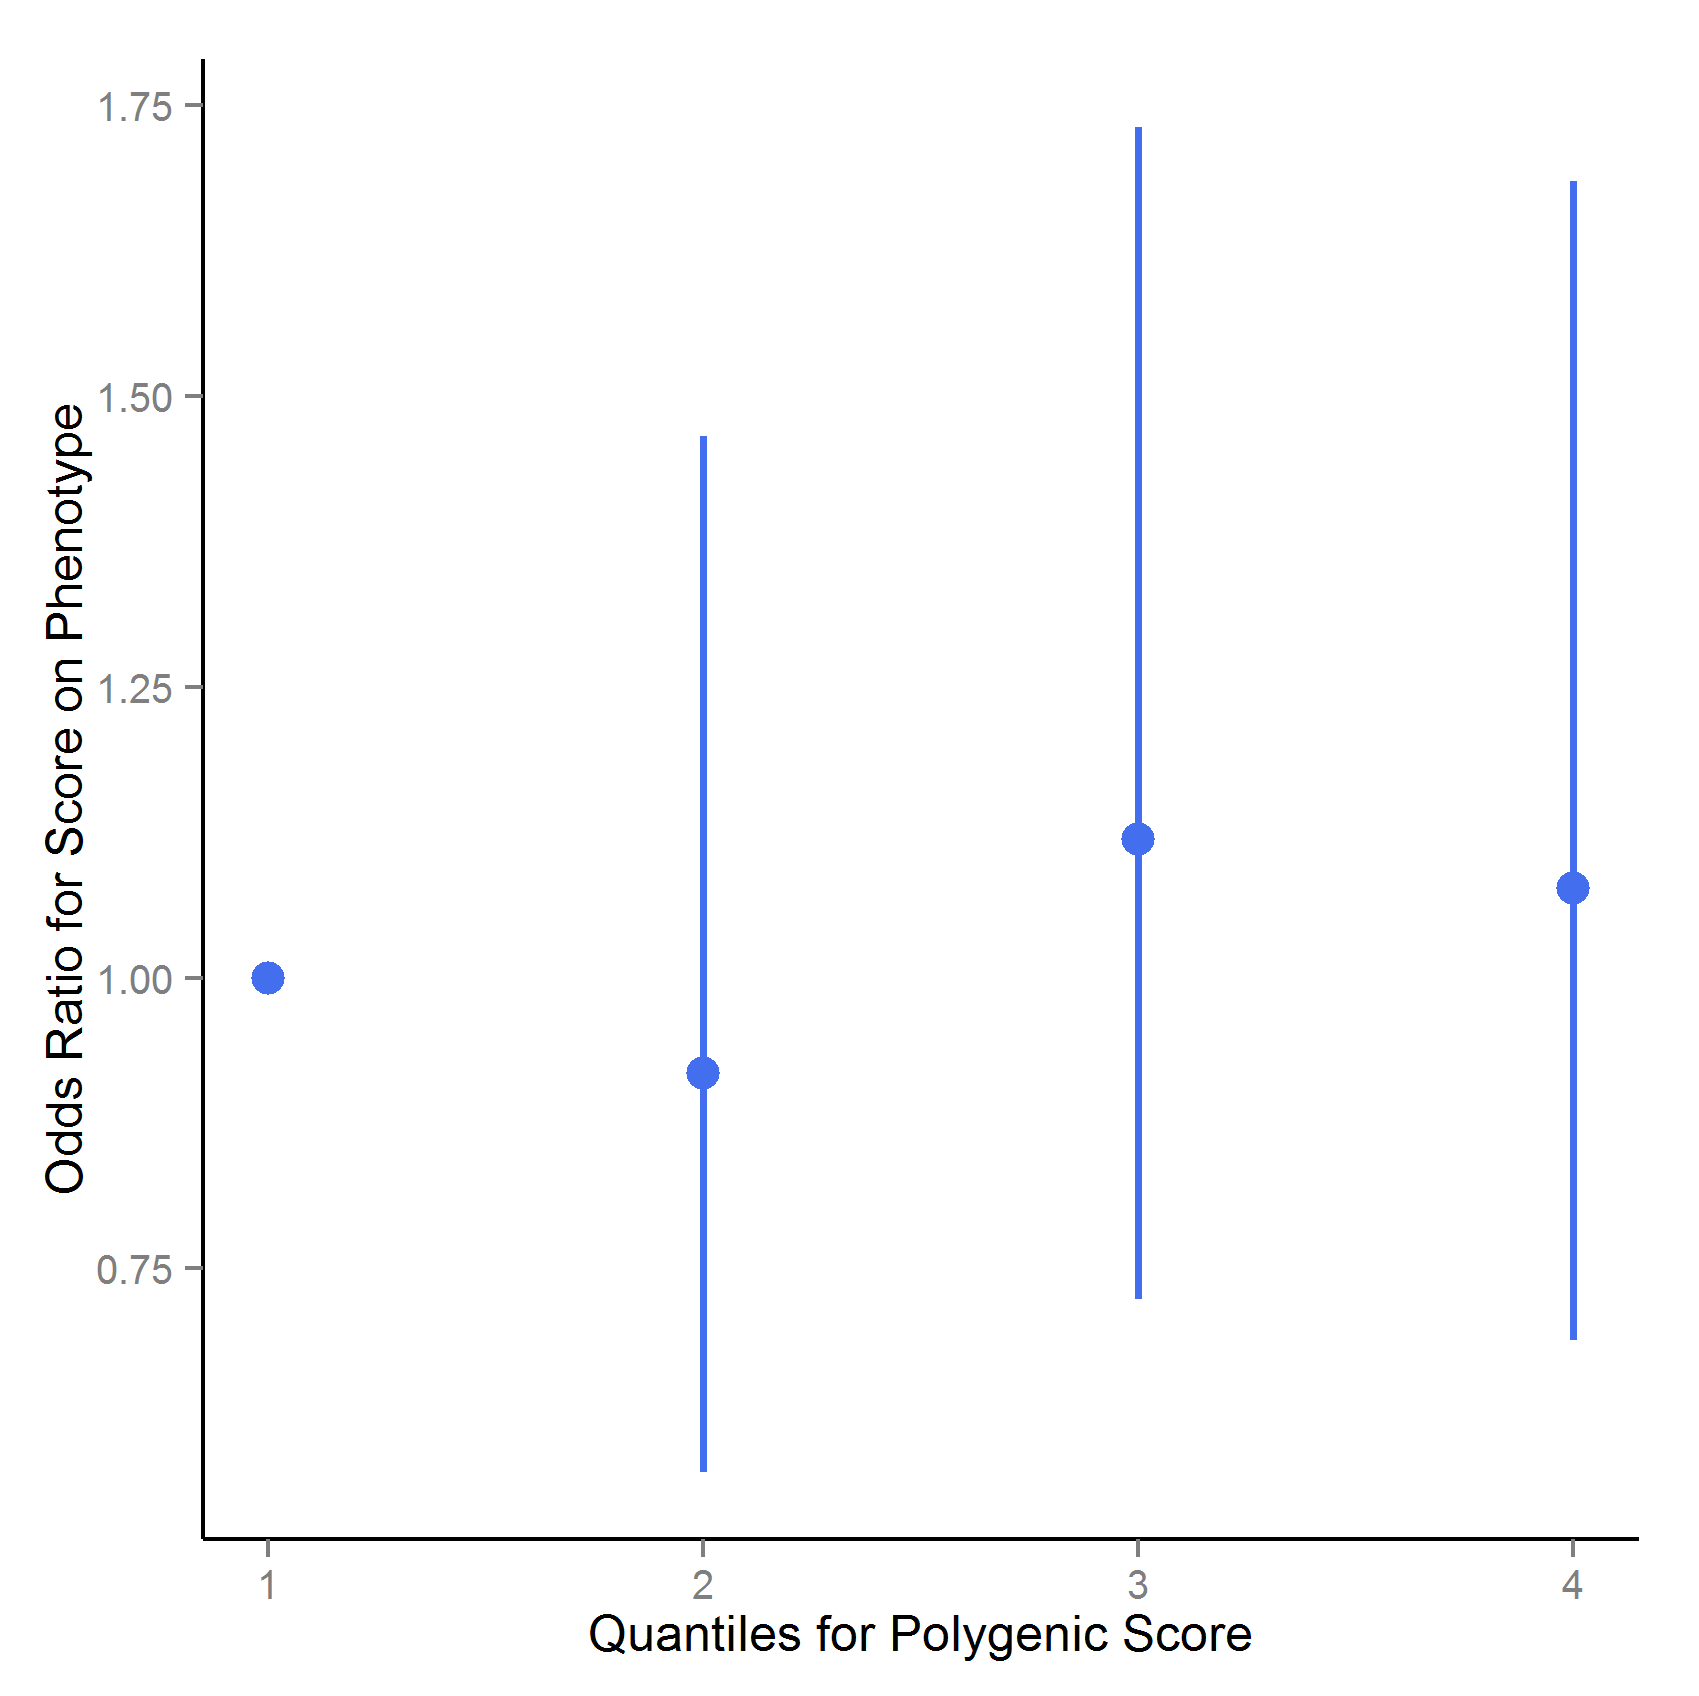 Odds Ratio for Score on Phenotype
1.75
1.50
1.25
1.00
0.75
1 2 3 4
Quantiles for Polygenic Score